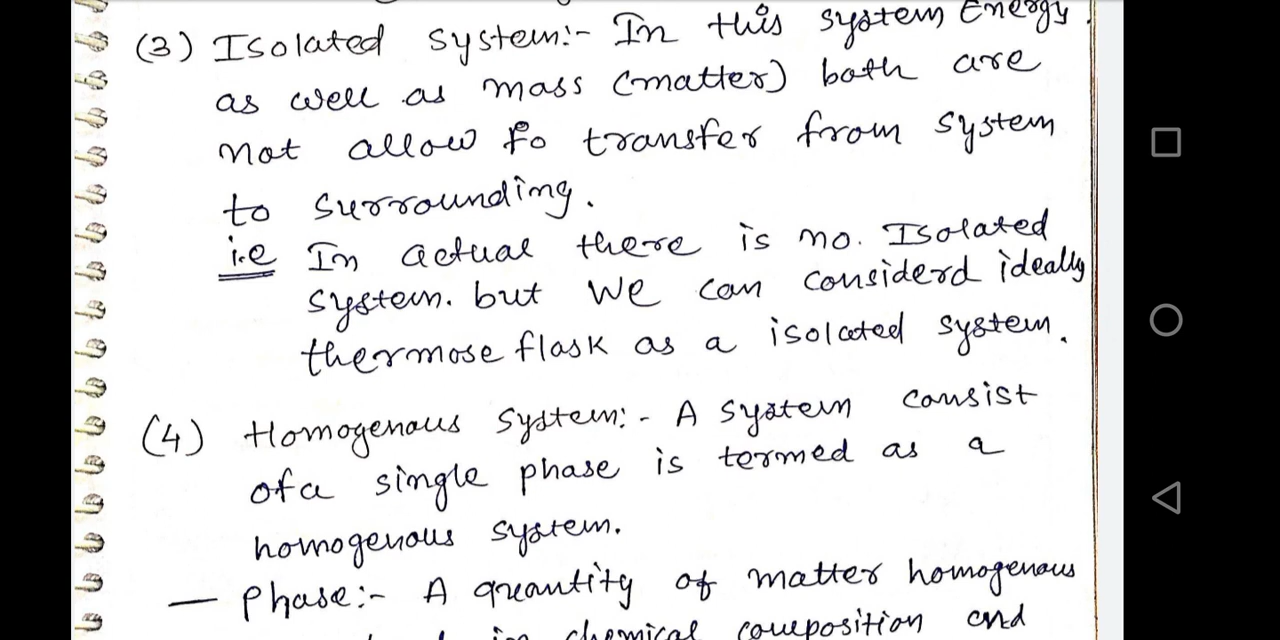 (3) Isolated system:- In this system Energy
as well as mass (matter) both are
not allow to transfer from system
to surrounding.
i.e In actual there is no. Isolated
system. but we can considerd ideally
thermose flask as a isolated system.
(4) Homogenous system:- A system consist
of a single phase is termed as a
homogenous system.
— Phase:- A quantity of matter homogenous
in chemical composition and